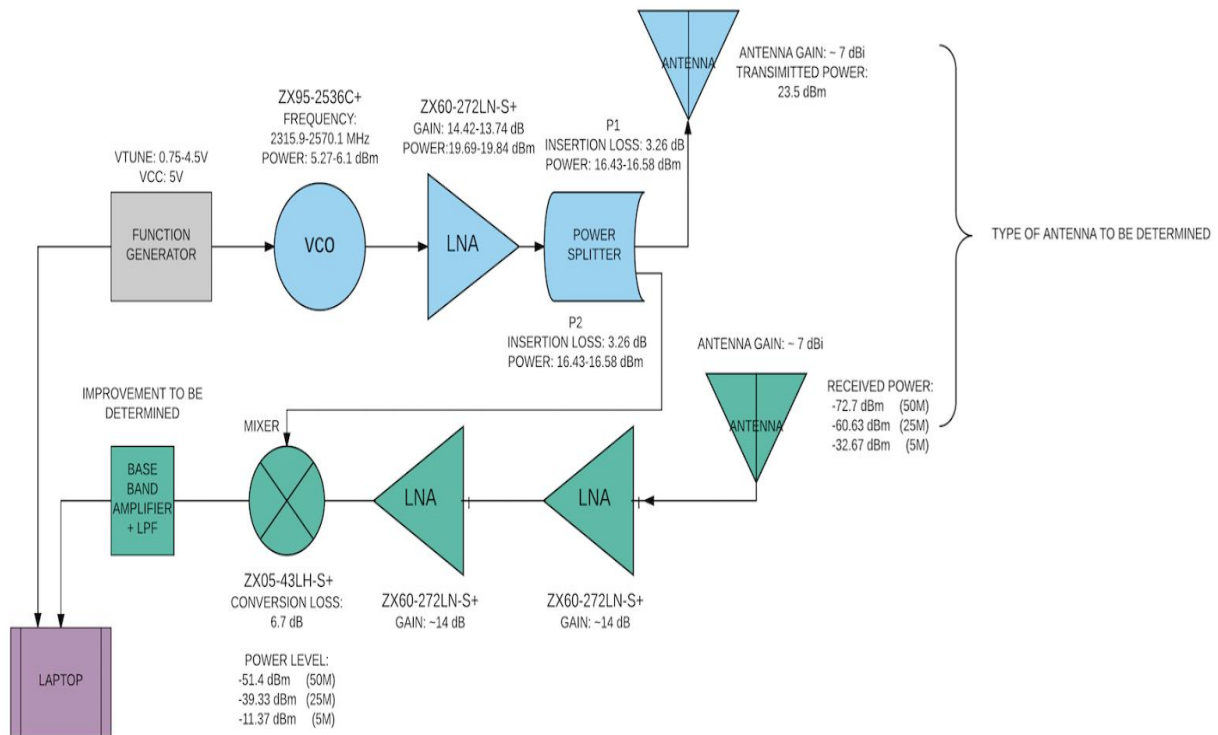 ANTENNA
ANTENNA GAIN: ~ 7 dBi
TRANSIMITTED POWER:
23.5 dBm
ZX95-2536C+
FREQUENCY:
2315.9-2570.1 MHz
POWER: 5.27-6.1 dBm
ZX60-272LN-S+
GAIN: 14.42-13.74 dB
POWER:19.69-19.84 dBm
P1
INSERTION LOSS: 3.26 dB
POWER: 16.43-16.58 dBm
VTUNE: 0.75-4.5V
VCC: 5V
FUNCTION
GENERATOR
VCO
LNA
POWER
SPLITTER
TYPE OF ANTENNA TO BE DETERMINED
P2
INSERTION LOSS: 3.26 dB
POWER: 16.43-16.58 dBm
ANTENNA GAIN: ~ 7 dBi
ANTENNA
RECEIVED POWER:
-72.7 dBm (50M)
-60.63 dBm (25M)
-32.67 dBm (5M)
IMPROVEMENT TO BE
DETERMINED
MIXER
BASE
BAND
AMPLIFIER
+ LPF
LNA
LNA
ZX05-43LH-S+
CONVERSION LOSS:
6.7 dB
ZX60-272LN-S+
GAIN: ~14 dB
ZX60-272LN-S+
GAIN: ~14 dB
POWER LEVEL:
-51.4 dBm (50M)
-39.33 dBm (25M)
-11.37 dBm (5M)
LAPTOP